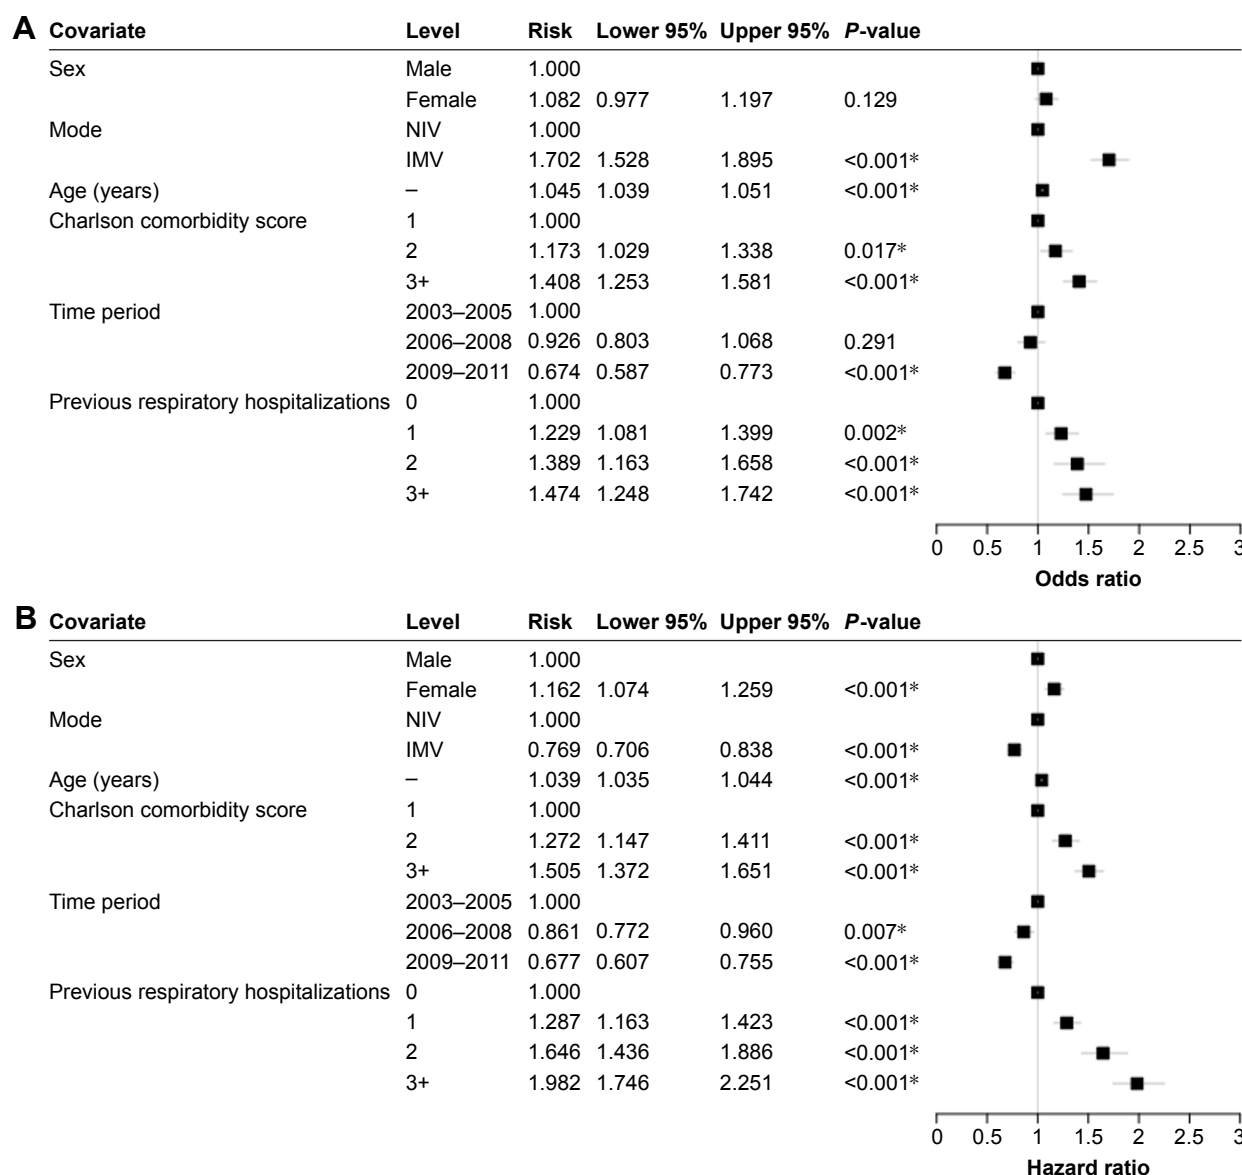 A Covariate Level Risk Lower 95% Upper 95% P-value
Sex Male 1.000
Female 1.082 0.977 1.197 0.129
Mode NIV 1.000
IMV 1.702 1.528 1.895 <0.001*
Age (years) – 1.045 1.039 1.051 <0.001*
Charlson comorbidity score 1 1.000
2 1.173 1.029 1.338 0.017*
3+ 1.408 1.253 1.581 <0.001*
Time period 2003–2005 1.000
2006–2008 0.926 0.803 1.068 0.291
2009–2011 0.674 0.587 0.773 <0.001*
Previous respiratory hospitalizations 0 1.000
1 1.229 1.081 1.399 0.002*
2 1.389 1.163 1.658 <0.001*
3+ 1.474 1.248 1.742 <0.001*
0 0.5 1 1.5 2 2.5 3
Odds ratio
B Covariate Level Risk Lower 95% Upper 95% P-value
Sex Male 1.000
Female 1.162 1.074 1.259 <0.001*
Mode NIV 1.000
IMV 0.769 0.706 0.838 <0.001*
Age (years) – 1.039 1.035 1.044 <0.001*
Charlson comorbidity score 1 1.000
2 1.272 1.147 1.411 <0.001*
3+ 1.505 1.372 1.651 <0.001*
Time period 2003–2005 1.000
2006–2008 0.861 0.772 0.960 0.007*
2009–2011 0.677 0.607 0.755 <0.001*
Previous respiratory hospitalizations 0 1.000
1 1.287 1.163 1.423 <0.001*
2 1.646 1.436 1.886 <0.001*
3+ 1.982 1.746 2.251 <0.001*
0 0.5 1 1.5 2 2.5 3
Hazard ratio